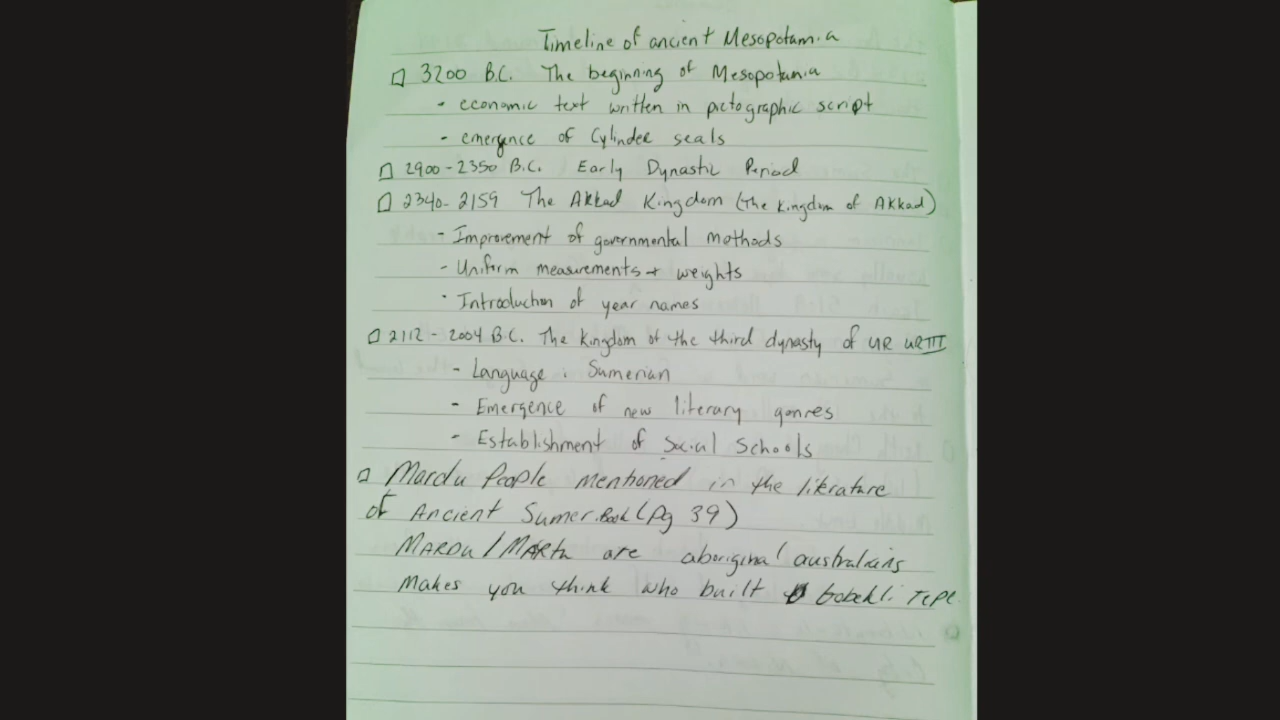 Timeline of ancient Mesopotamia
3200 B.C. The beginning of Mesopotamia
- economic text written in pictographic script
- emergence of Cylinder seals
2900-2350 B.C. Early Dynastic Period
2340-2159 The Akkad Kingdom (The Kingdom of Akkad)
- Improvement of governmental methods
- Uniform measurements + weights
- Introduction of year names
2112 - 2004 B.C. The Kingdom of the third dynasty of UR URIII
- Language: Sumerian
- Emergence of new literary genres
- Establishment of Social Schools
Mardu People mentioned in the literature
of Ancient Sumer. Book (Pg 39)
MARDU/MARTU are aboriginal australians
Makes you think who built Gobekli Tepe.